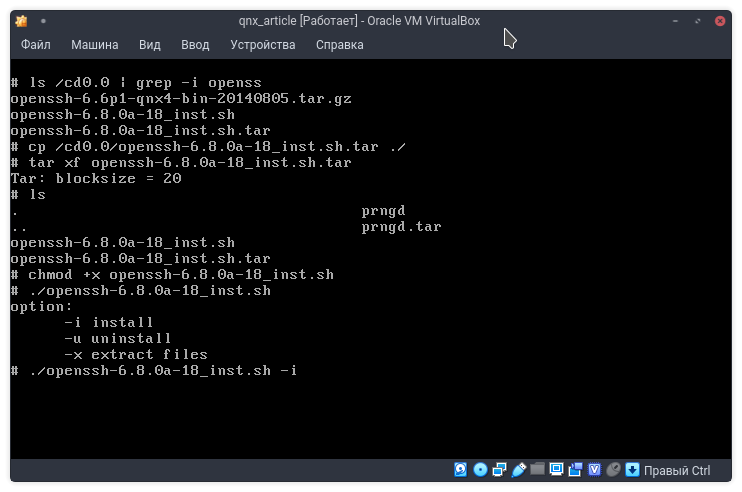 qnx_article [Работает] - Oracle VM VirtualBox
Файл Машина Вид Ввод Устройства Справка
# ls /cd0.0 | grep -i openss
openssh-6.6p1-qnx4-bin-20140805.tar.gz
openssh-6.8.0a-18_inst.sh
openssh-6.8.0a-18_inst.sh.tar
# cp /cd0.0/openssh-6.8.0a-18_inst.sh.tar ./
# tar xf openssh-6.8.0a-18_inst.sh.tar
Tar: blocksize = 20
# ls
. prngd
.. prngd.tar
openssh-6.8.0a-18_inst.sh
openssh-6.8.0a-18_inst.sh.tar
# chmod +x openssh-6.8.0a-18_inst.sh
# ./openssh-6.8.0a-18_inst.sh
option:
-i install
-u uninstall
-x extract files
# ./openssh-6.8.0a-18_inst.sh -i
Правый Ctrl